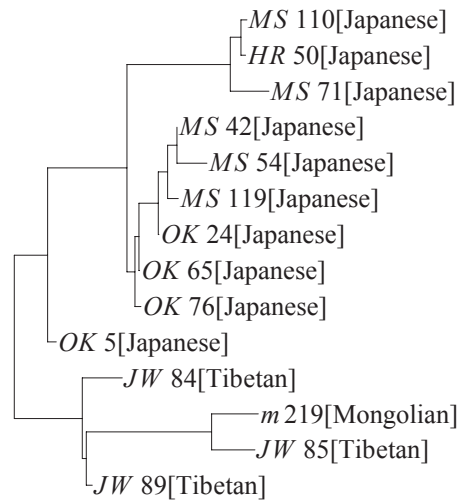 MS 110[Japanese]
HR 50[Japanese]
MS 71[Japanese]
MS 42[Japanese]
MS 54[Japanese]
MS 119[Japanese]
OK 24[Japanese]
OK 65[Japanese]
OK 76[Japanese]
OK 5[Japanese]
JW 84[Tibetan]
m 219[Mongolian]
JW 85[Tibetan]
JW 89[Tibetan]